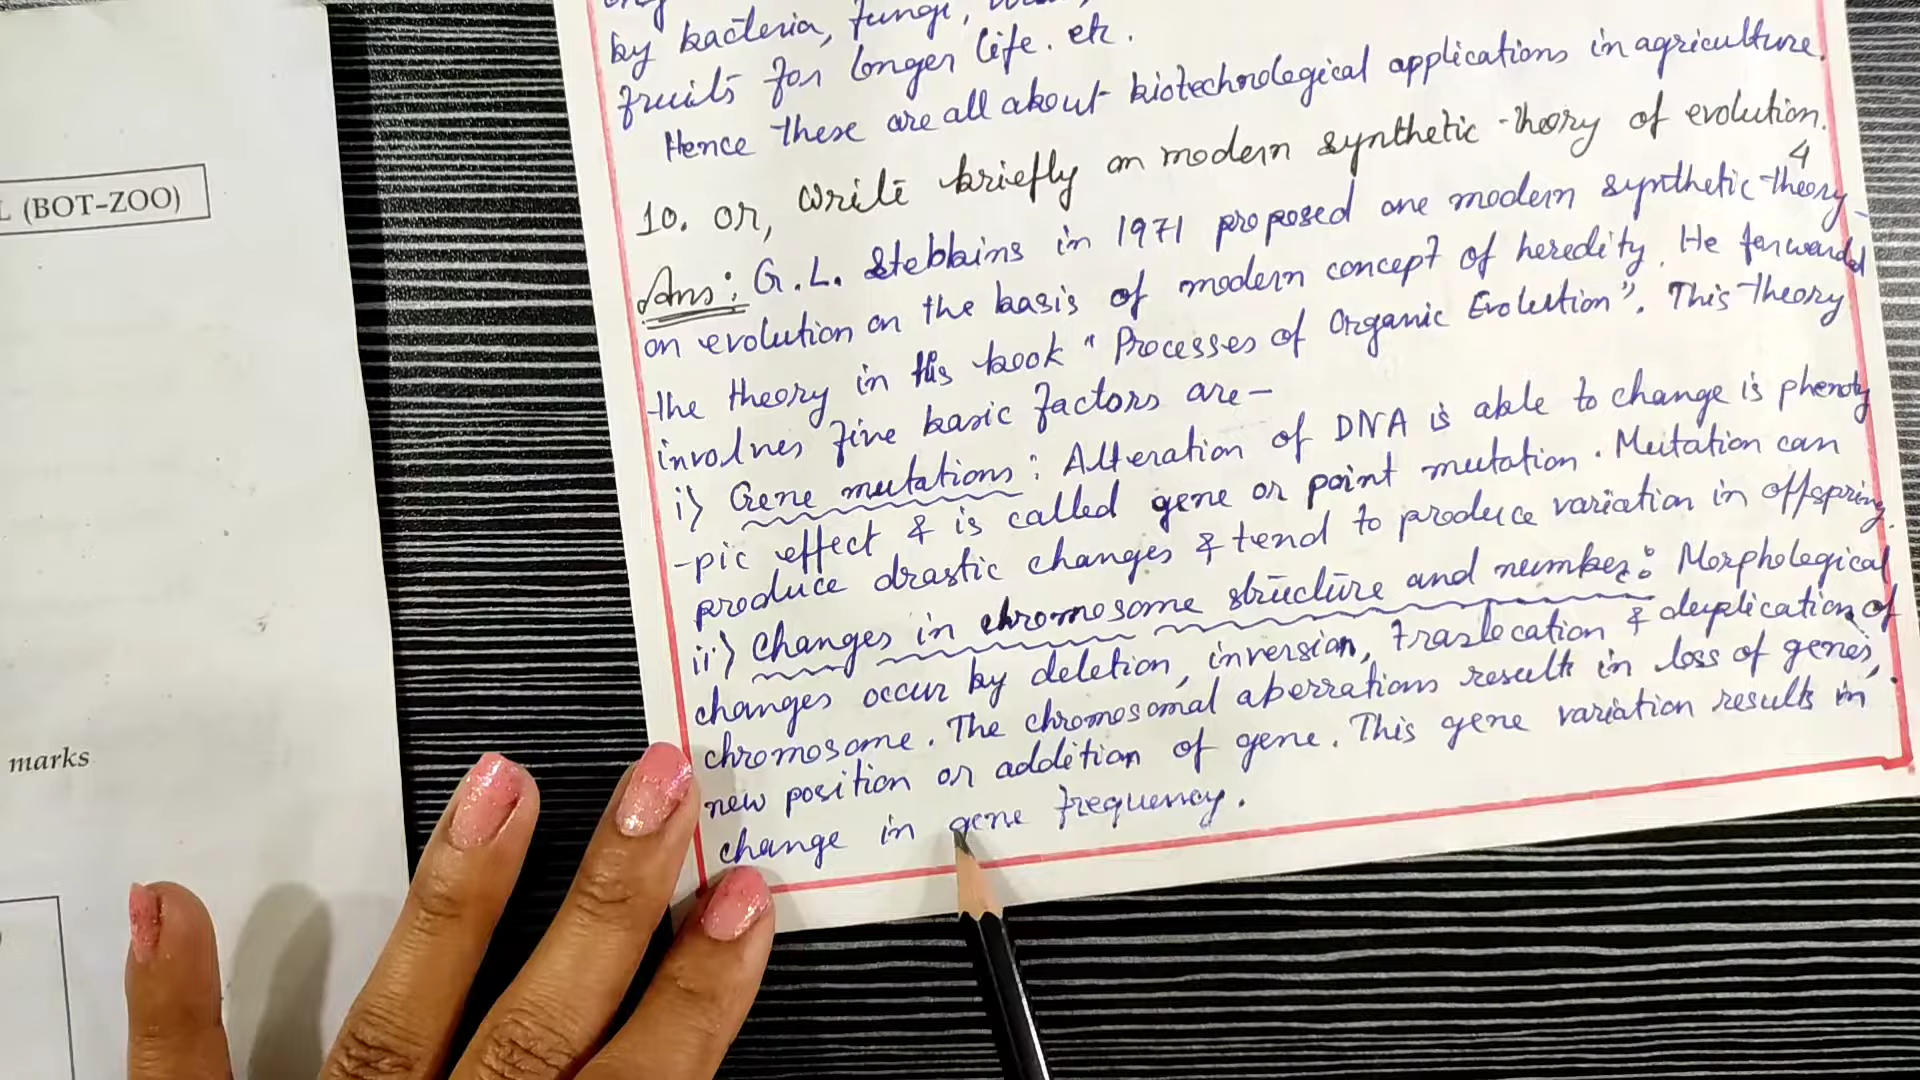 by bacteria, fungi,
fruits for longer life. etc.
Hence these are all about biotechnological applications in agriculture.
10. or, write briefly on modern synthetic theory of evolution.
4
Ans: G.L. Stebbins in 1971 proposed one modern synthetic theory
on evolution on the basis of modern concept of heredity. He forwarded
the theory in his book "Processes of Organic Evolution". This theory
involves five basic factors are-
i) Gene mutations: Alteration of DNA is able to change is phenoty
-pic effect & is called gene or point mutation. Mutation can
produce drastic changes & tend to produce variation in offspring.
ii) Changes in chromosome structure and number: Morphological
changes occur by deletion, inversion, traslocation & duplication of
chromosome. The chromosomal aberrations result in loss of genes,
new position or addition of gene. This gene variation results in
change in gene frequency.
L (BOT-ZOO)
marks